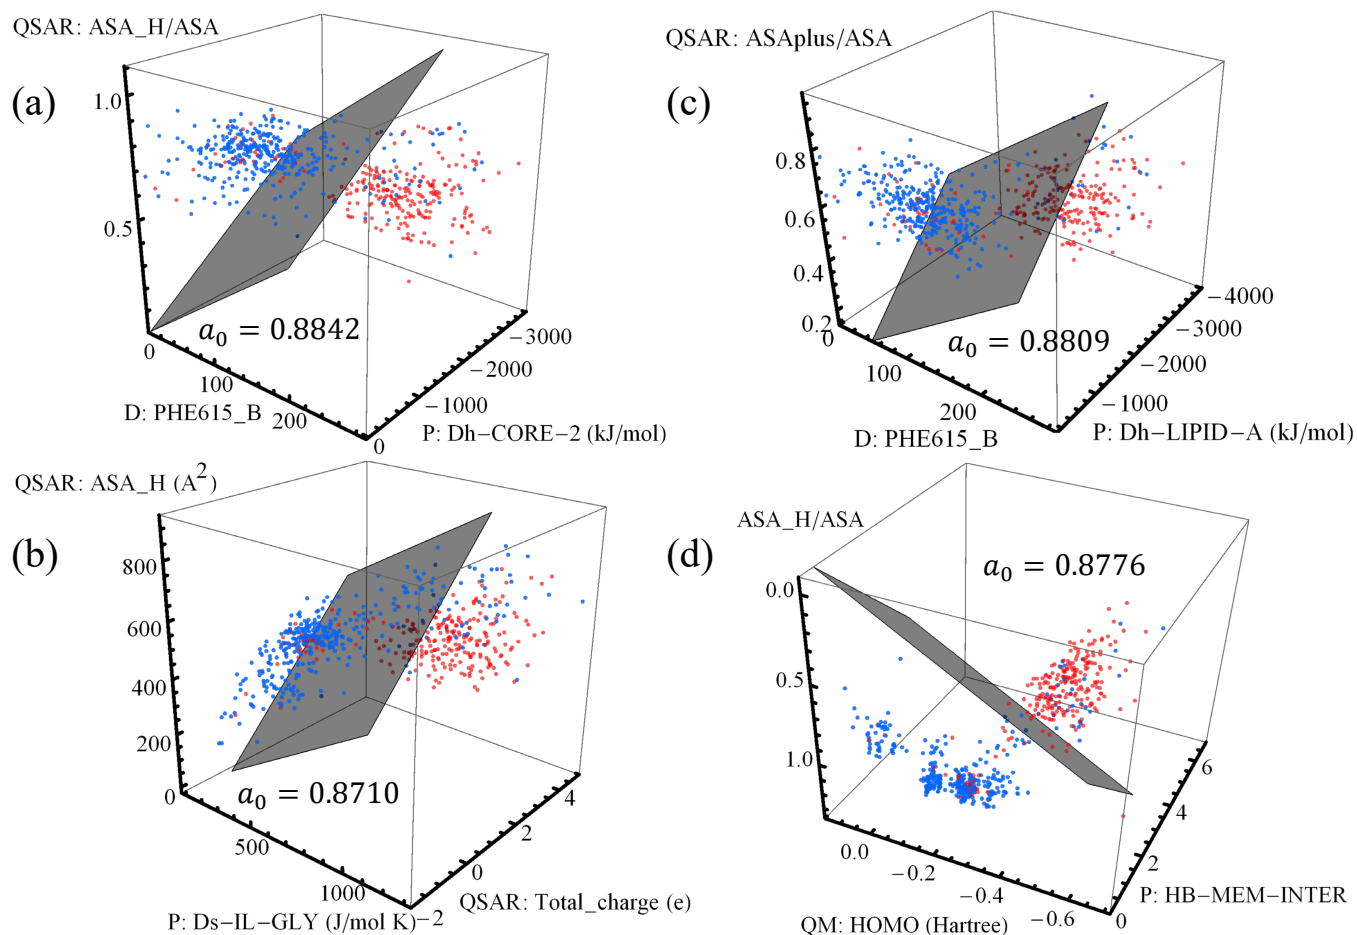 QSAR: ASA_H/ASA
(a)
1.0
0.5
a₀ = 0.8842
0
100
200
D: PHE615_B
−3000
−2000
−1000
0
P: Dh−CORE−2 (kJ/mol)
QSAR: ASAplus/ASA
(c)
0.8
0.6
0.4
0.2
a₀ = 0.8809
0
100
200
D: PHE615_B
−4000
−3000
−2000
−1000
0
P: Dh−LIPID−A (kJ/mol)
QSAR: ASA_H (A²)
(b)
800
600
400
200
0
a₀ = 0.8710
500
1000
P: Ds−IL−GLY (J/mol K)
4
2
0
−2
QSAR: Total_charge (e)
ASA_H/ASA
(d)
a₀ = 0.8776
0.0
0.5
1.0
0.0
−0.2
−0.4
−0.6
QM: HOMO (Hartree)
6
4
2
0
P: HB−MEM−INTER